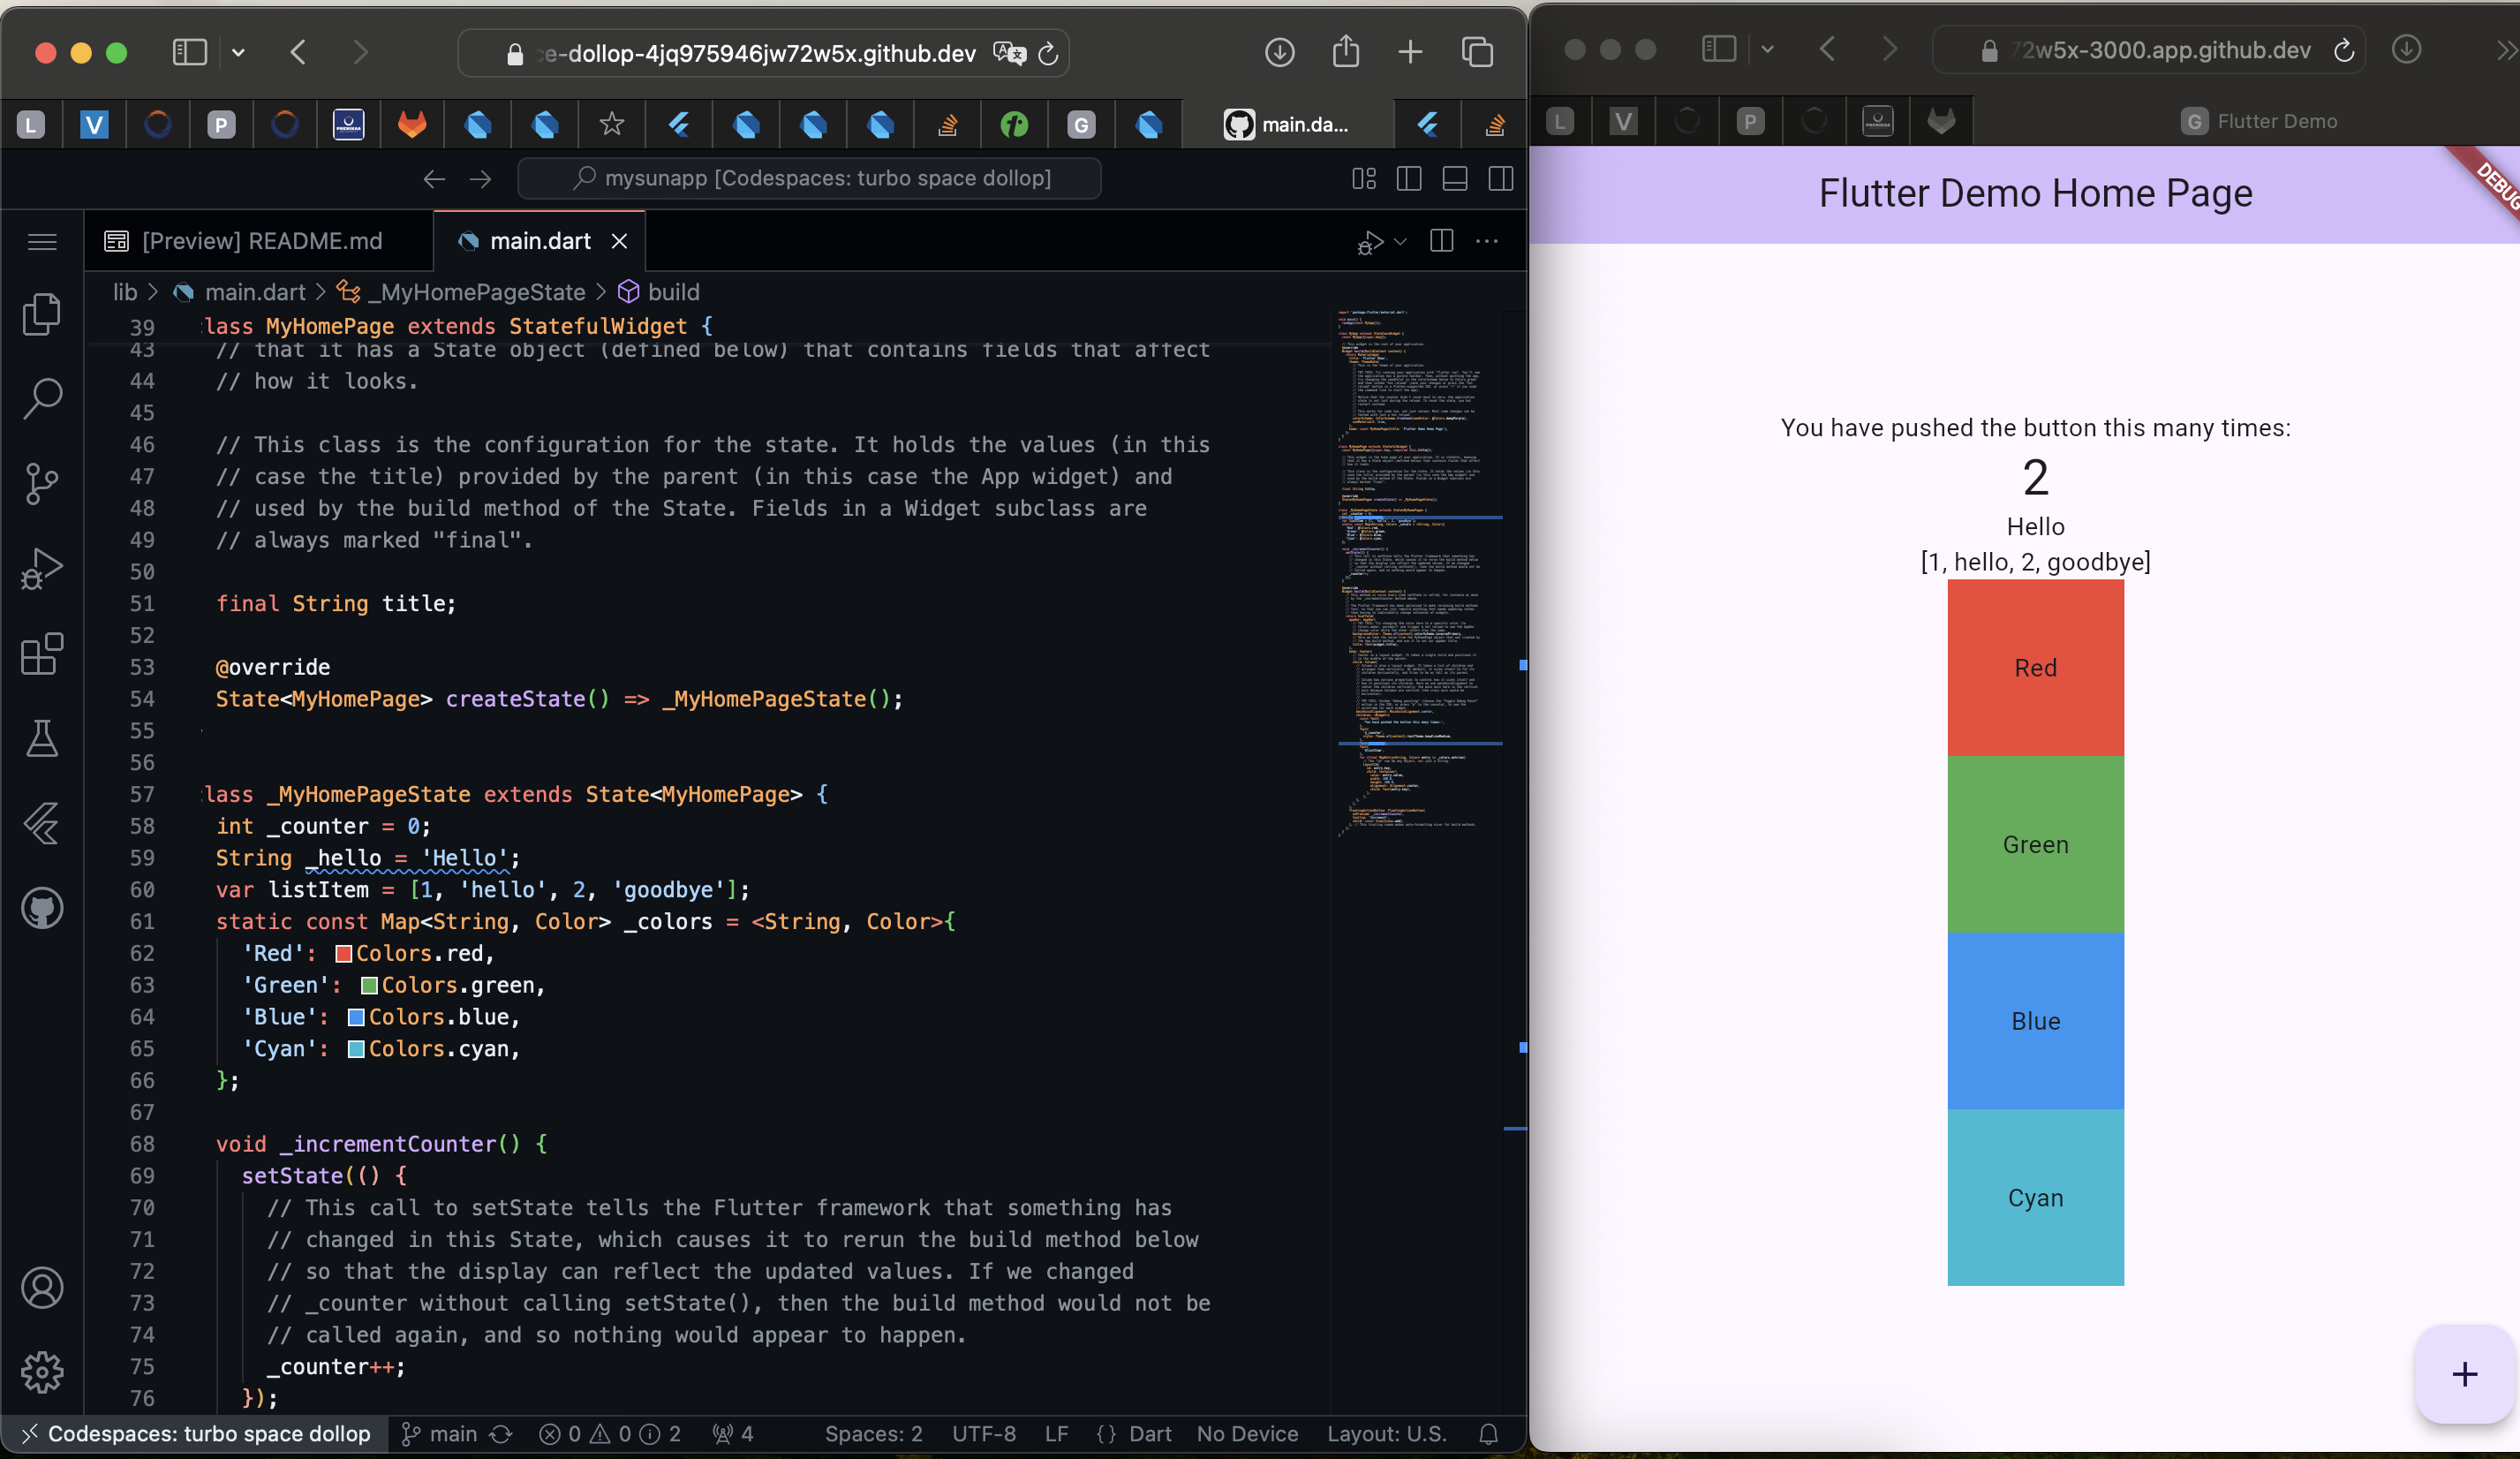 ce-dollop-4jq975946jw72w5x.github.dev
L
V
P
PHENIKAA
G
main.da...
mysunapp [Codespaces: turbo space dollop]
[Preview] README.md
main.dart
lib > main.dart > _MyHomePageState > build
39 lass MyHomePage extends StatefulWidget {
43 // that it has a State object (defined below) that contains fields that affect
44 // how it looks.
45
46 // This class is the configuration for the state. It holds the values (in this
47 // case the title) provided by the parent (in this case the App widget) and
48 // used by the build method of the State. Fields in a Widget subclass are
49 // always marked "final".
50
51 final String title;
52
53 @override
54 State<MyHomePage> createState() => _MyHomePageState();
55
56
57 lass _MyHomePageState extends State<MyHomePage> {
58 int _counter = 0;
59 String _hello = 'Hello';
60 var listItem = [1, 'hello', 2, 'goodbye'];
61 static const Map<String, Color> _colors = <String, Color>{
62 'Red': Colors.red,
63 'Green': Colors.green,
64 'Blue': Colors.blue,
65 'Cyan': Colors.cyan,
66 };
67
68 void _incrementCounter() {
69 setState(() {
70 // This call to setState tells the Flutter framework that something has
71 // changed in this State, which causes it to rerun the build method below
72 // so that the display can reflect the updated values. If we changed
73 // _counter without calling setState(), then the build method would not be
74 // called again, and so nothing would appear to happen.
75 _counter++;
76 });
Codespaces: turbo space dollop main 0 0 2 4 Spaces: 2 UTF-8 LF {} Dart No Device Layout: U.S.
72w5x-3000.app.github.dev
L
V
P
PHENIKAA
G Flutter Demo
Flutter Demo Home Page
DEBUG
You have pushed the button this many times:
2
Hello
[1, hello, 2, goodbye]
Red
Green
Blue
Cyan
+